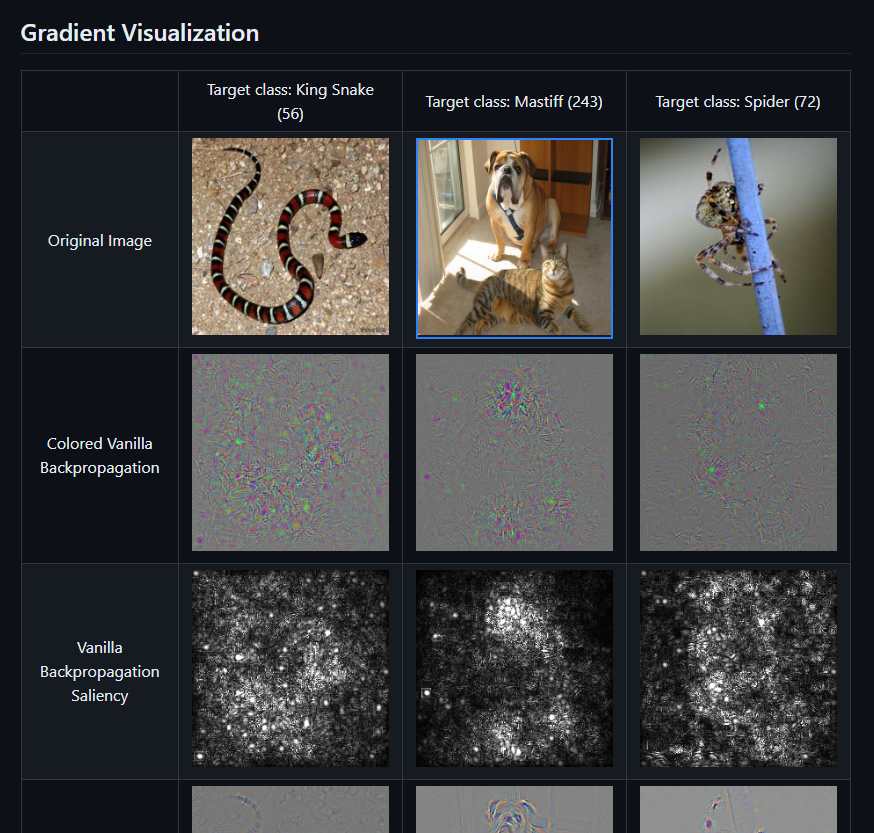 Gradient Visualization
Target class: King Snake
(56)
Target class: Mastiff (243)
Target class: Spider (72)
Original Image
Colored Vanilla
Backpropagation
Vanilla
Backpropagation
Saliency